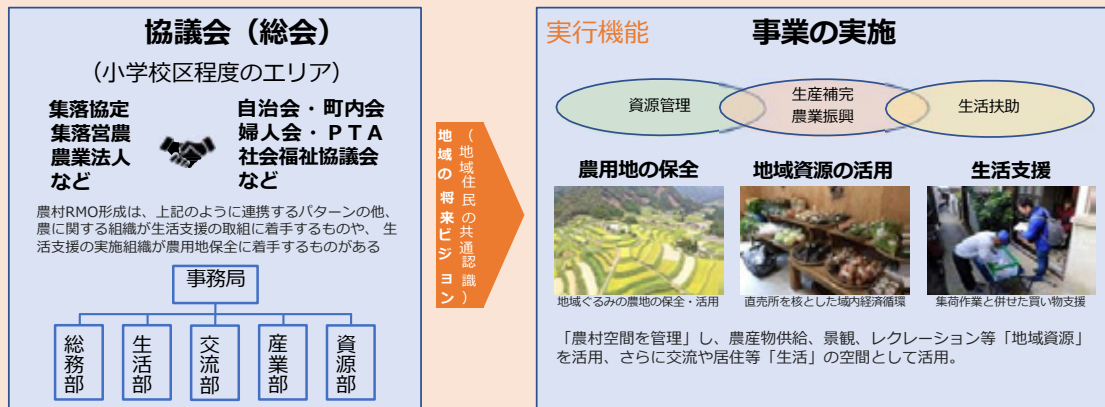 協議会（総会）
（小学校区程度のエリア）
集落協定
集落営農
農業法人
など
自治会・町内会
婦人会・ＰＴＡ
社会福祉協議会
など
農村RMO形成は、上記のように連携するパターンの他、
農に関する組織が生活支援の取組に着手するものや、 生
活支援の実施組織が農用地保全に着手するものがある
事務局
総務部
生活部
交流部
産業部
資源部
地域の将来ビジョン
（地域住民の共通認識）
実行機能
事業の実施
資源管理
生産補完
農業振興
生活扶助
農用地の保全
地域資源の活用
生活支援
地域ぐるみの農地の保全・活用
直売所を核とした域内経済循環
集荷作業と併せた買い物支援
「農村空間を管理」し、農産物供給、景観、レクレーション等「地域資源」
を活用、さらに交流や居住等「生活」の空間として活用。